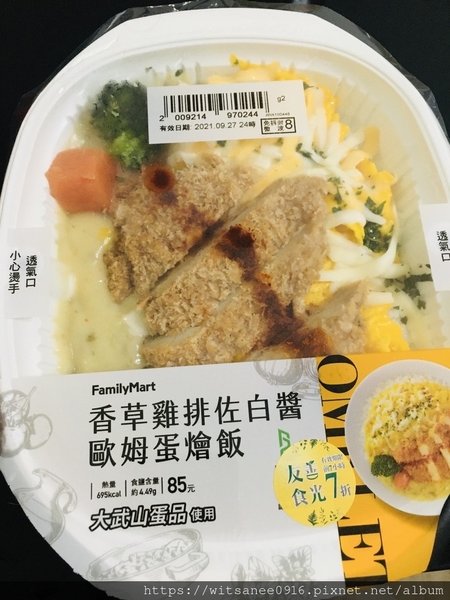 g2
2 009214 970244
有效日期: 2021.09.27 24時
8
透氣口
小心燙手
透氣口
FamilyMart
香草雞排佐白醬
歐姆蛋燴飯
熱量
695kcal
食鹽含量
約4.49g
85元
大武山蛋品 使用
友善
食光
7折
OMELET
https://witsanee0916.pixnet.net/album